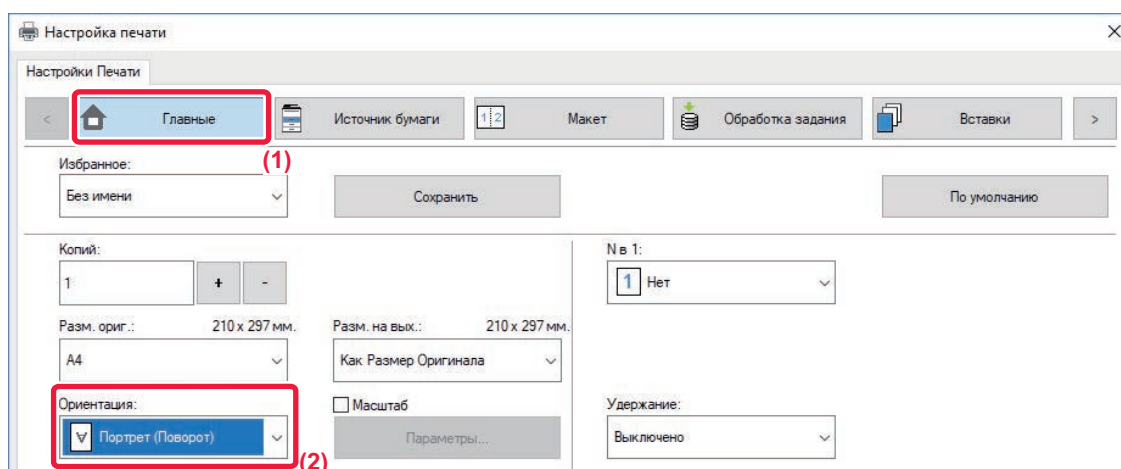 Настройка печати
Настройки Печати
< Главные Источник бумаги 1 2 Макет Обработка задания Вставки >
(1)
Избранное:
Без имени Сохранить По умолчанию
Копий: N в 1:
1 + - 1 Нет
Разм. ориг.: 210 x 297 мм. Разм. на вых.: 210 x 297 мм.
A4 Как Размер Оригинала
Ориентация: Масштаб Удержание:
Портрет (Поворот) Параметры... Выключено
(2)